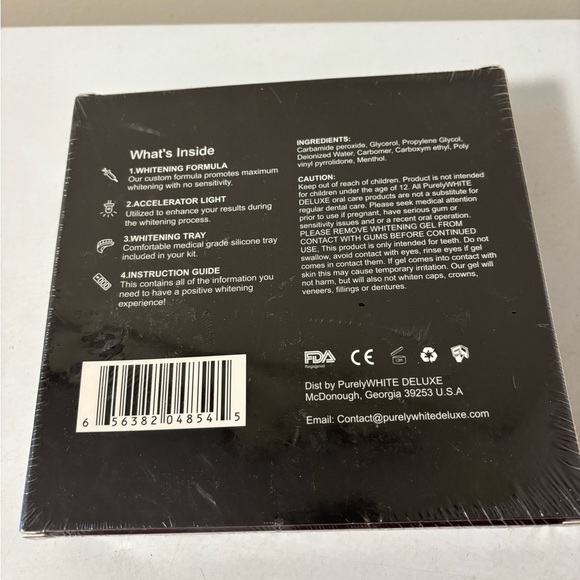 What's Inside
1.WHITENING FORMULA
Our custom formula promotes maximum
whitening with no sensitivity.
2.ACCELERATOR LIGHT
Utilized to enhance your results during
the whitening process.
3.WHITENING TRAY
Comfortable medical grade silicone tray
included in your kit.
4.INSTRUCTION GUIDE
This contains all of the information you
need to have a positive whitening
experience!
INGREDIENTS:
Carbamide peroxide, Glycerol, Propylene Glycol,
Deionized Water, Carbomer, Carboxym ethyl, Poly
vinyl pyrrolidone, Menthol.
CAUTION:
Keep out of reach of children. Product is not intended
for children under the age of 12. All PurelyWHITE
DELUXE oral care products are not a substitute for
regular dental care. Please seek medical attention
prior to use if pregnant, have serious gum or
sensitivity issues and or a recent oral operation.
PLEASE REMOVE WHITENING GEL FROM
CONTACT WITH GUMS BEFORE CONTINUED
USE, This product is only intended for teeth. Do not
swallow, avoid contact with eyes, rinse eyes if gel
comes in contact them. If gel comes into contact with
skin this may cause temporary irritation. Our gel will
not harm, but will also not whiten caps, crowns,
veneers, fillings or dentures.
FDA
Registered
CE
Dist by PurelyWHITE DELUXE
McDonough, Georgia 39253 U.S.A
Email: Contact@purelywhitedeluxe.com
6 56382 04854 5